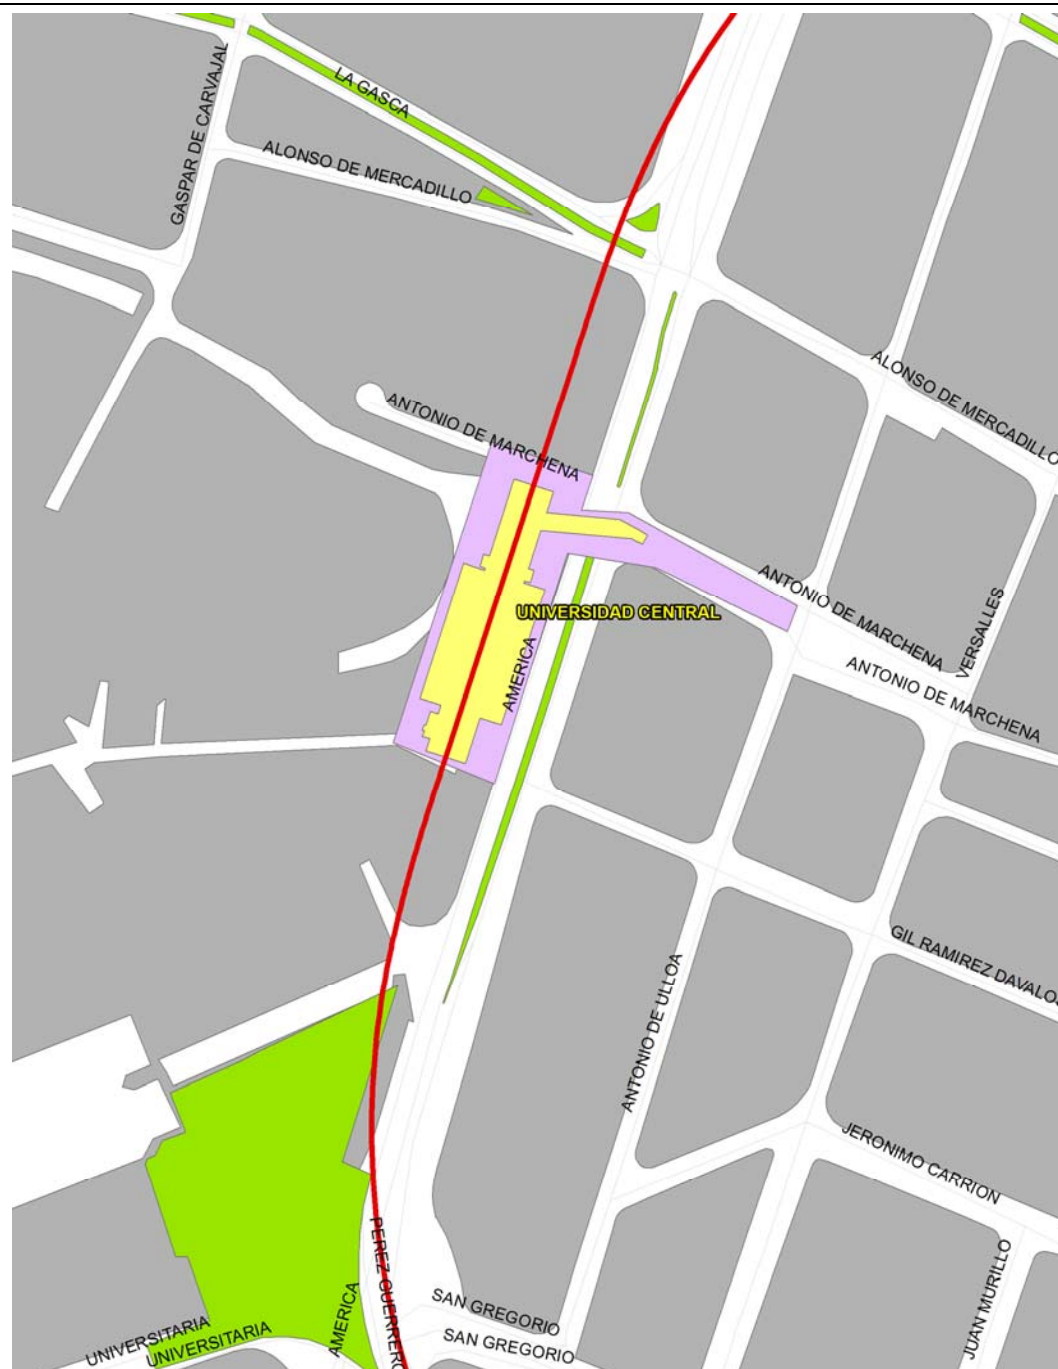 LA GASCA
GASPAR DE CARVAJAL
ALONSO DE MERCADILLO
ALONSO DE MERCADILLO
ANTONIO DE MARCHENA
ANTONIO DE MARCHENA
UNIVERSIDAD CENTRAL
VERSALLES
AMERICA
ANTONIO DE MARCHENA
GIL RAMIREZ DAVALOS
ANTONIO DE ULLOA
JERONIMO CARRION
PEREZ GUERRERO
JUAN MURILLO
AMERICA
SAN GREGORIO
UNIVERSITARIA
UNIVERSITARIA
SAN GREGORIO